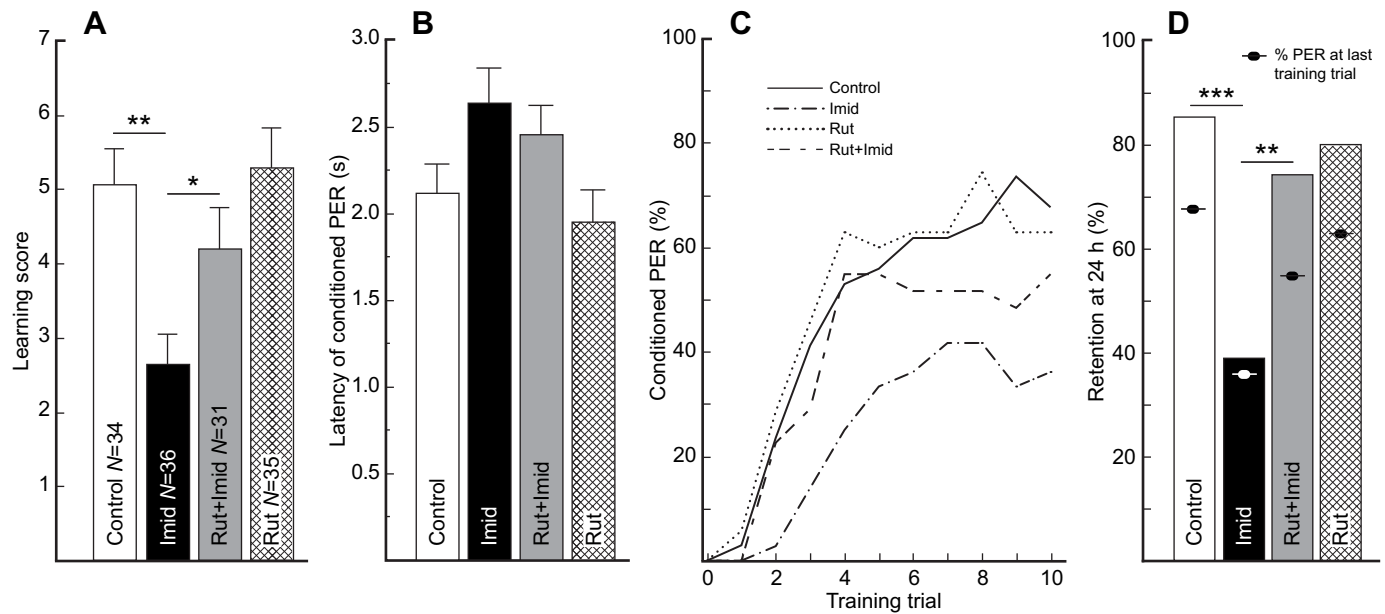 A
Learning score
7
6
5
4
3
2
1
**
*
Control N=34
Imid N=36
Rut+Imid N=31
Rut N=35
B
Latency of conditioned PER (s)
3.0
2.5
2.0
1.5
1.0
0.5
Control
Imid
Rut+Imid
Rut
C
Conditioned PER (%)
100
80
60
40
20
Control
Imid
Rut
Rut+Imid
0 2 4 6 8 10
Training trial
D
Retention at 24 h (%)
100
80
60
40
20
% PER at last
training trial
***
**
Control
Imid
Rut+Imid
Rut